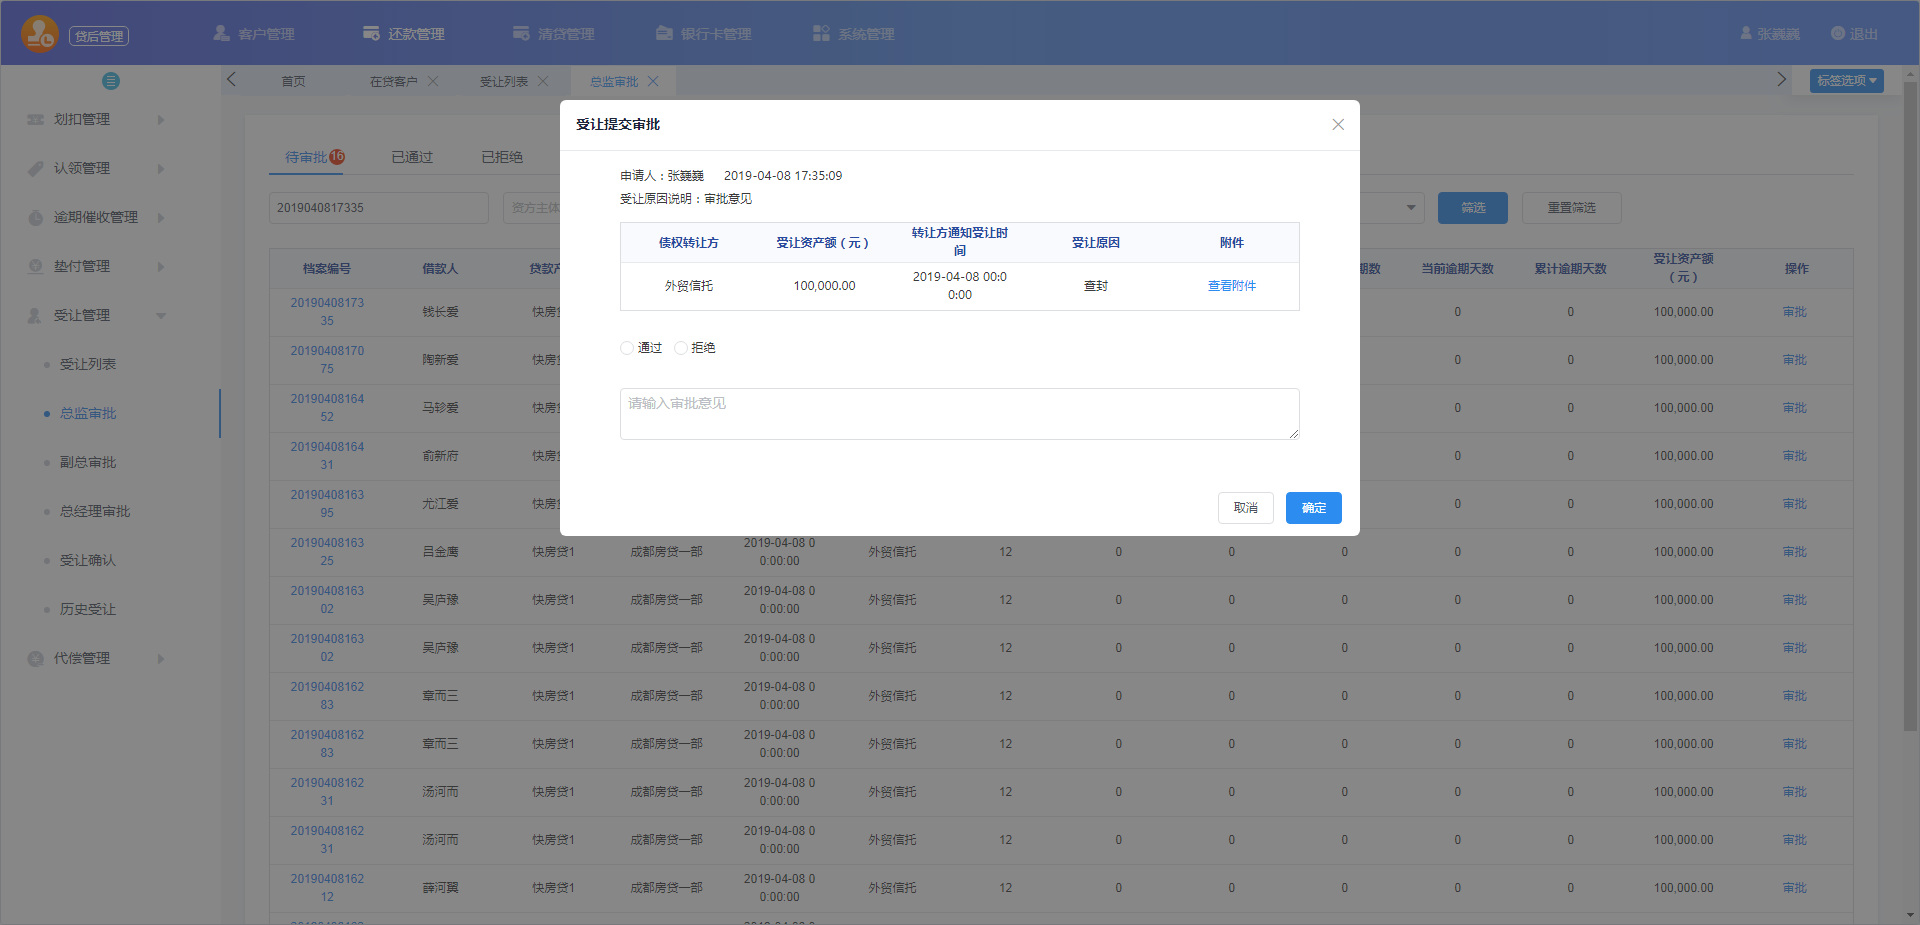 贷后管理
客户管理
还款管理
清贷管理
银行卡管理
系统管理
张巍巍
退出
首页
在贷客户
受让列表
总监审批
标签选项
划扣管理
认领管理
逾期催收管理
垫付管理
受让管理
受让列表
总监审批
副总审批
总经理审批
受让确认
历史受让
代偿管理
待审批 16
已通过
已拒绝
2019040817335
资方主体
筛选
重置筛选
受让提交审批
申请人：张巍巍 2019-04-08 17:35:09
受让原因说明：审批意见
债权转让方 受让资产额（元） 转让方通知受让时间 受让原因 附件
外贸信托 100,000.00 2019-04-08 00:00:00 查封 查看附件
通过 拒绝
请输入审批意见
取消 确定
档案编号 借款人 贷款产 期数 当前逾期天数 累计逾期天数 受让资产额（元） 操作
2019040817335 钱长爱 快房贷 0 0 100,000.00 审批
2019040817075 陶新爱 快房贷 0 0 100,000.00 审批
2019040816452 马轸爱 快房贷 0 0 100,000.00 审批
2019040816431 俞新府 快房贷 0 0 100,000.00 审批
2019040816395 尤江爱 快房贷 0 0 100,000.00 审批
2019040816325 吕金鹰 快房贷1 成都房贷一部 2019-04-08 00:00:00 外贸信托 12 0 0 0 0 0 100,000.00 审批
2019040816302 吴庐豫 快房贷1 成都房贷一部 2019-04-08 00:00:00 外贸信托 12 0 0 0 0 0 100,000.00 审批
2019040816302 吴庐豫 快房贷1 成都房贷一部 2019-04-08 00:00:00 外贸信托 12 0 0 0 0 0 100,000.00 审批
2019040816283 章而三 快房贷1 成都房贷一部 2019-04-08 00:00:00 外贸信托 12 0 0 0 0 0 100,000.00 审批
2019040816283 章而三 快房贷1 成都房贷一部 2019-04-08 00:00:00 外贸信托 12 0 0 0 0 0 100,000.00 审批
2019040816231 汤河而 快房贷1 成都房贷一部 2019-04-08 00:00:00 外贸信托 12 0 0 0 0 0 100,000.00 审批
2019040816231 汤河而 快房贷1 成都房贷一部 2019-04-08 00:00:00 外贸信托 12 0 0 0 0 0 100,000.00 审批
2019040816212 薛河翼 快房贷1 成都房贷一部 2019-04-08 00:00:00 外贸信托 12 0 0 0 0 0 100,000.00 审批